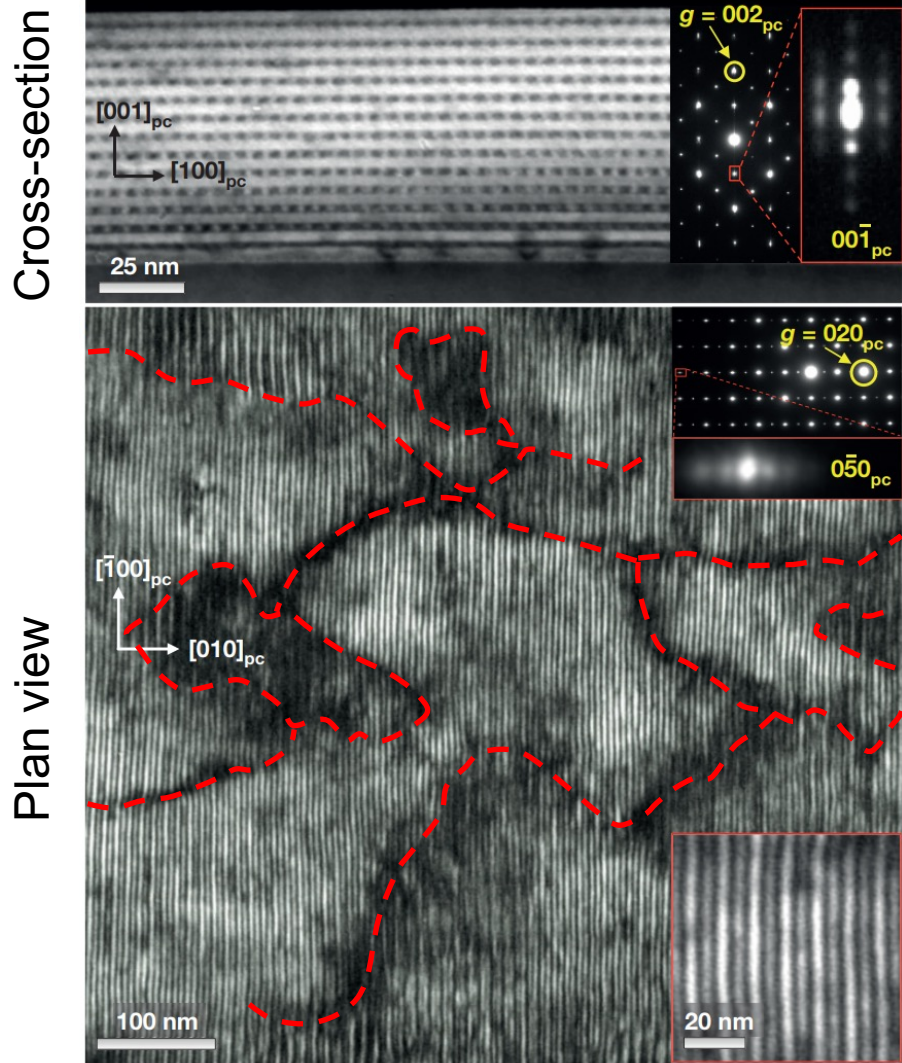 Cross-section
[001]pc
[100]pc
25 nm
g = 002pc
001̄pc
Plan view
[1̄00]pc
[010]pc
100 nm
g = 020pc
05̄0pc
20 nm